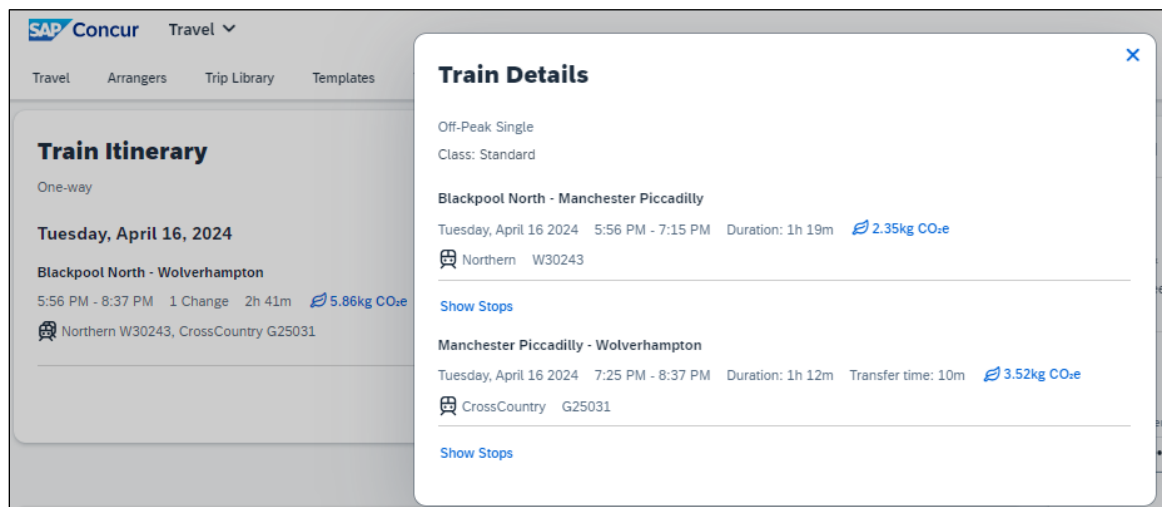 SAP Concur Travel
Travel Arrangers Trip Library Templates
Train Itinerary
One-way
Tuesday, April 16, 2024
Blackpool North - Wolverhampton
5:56 PM - 8:37 PM 1 Change 2h 41m 5.86kg CO₂e
Northern W30243, CrossCountry G25031
Train Details
Off-Peak Single
Class: Standard
Blackpool North - Manchester Piccadilly
Tuesday, April 16 2024 5:56 PM - 7:15 PM Duration: 1h 19m 2.35kg CO₂e
Northern W30243
Show Stops
Manchester Piccadilly - Wolverhampton
Tuesday, April 16 2024 7:25 PM - 8:37 PM Duration: 1h 12m Transfer time: 10m 3.52kg CO₂e
CrossCountry G25031
Show Stops